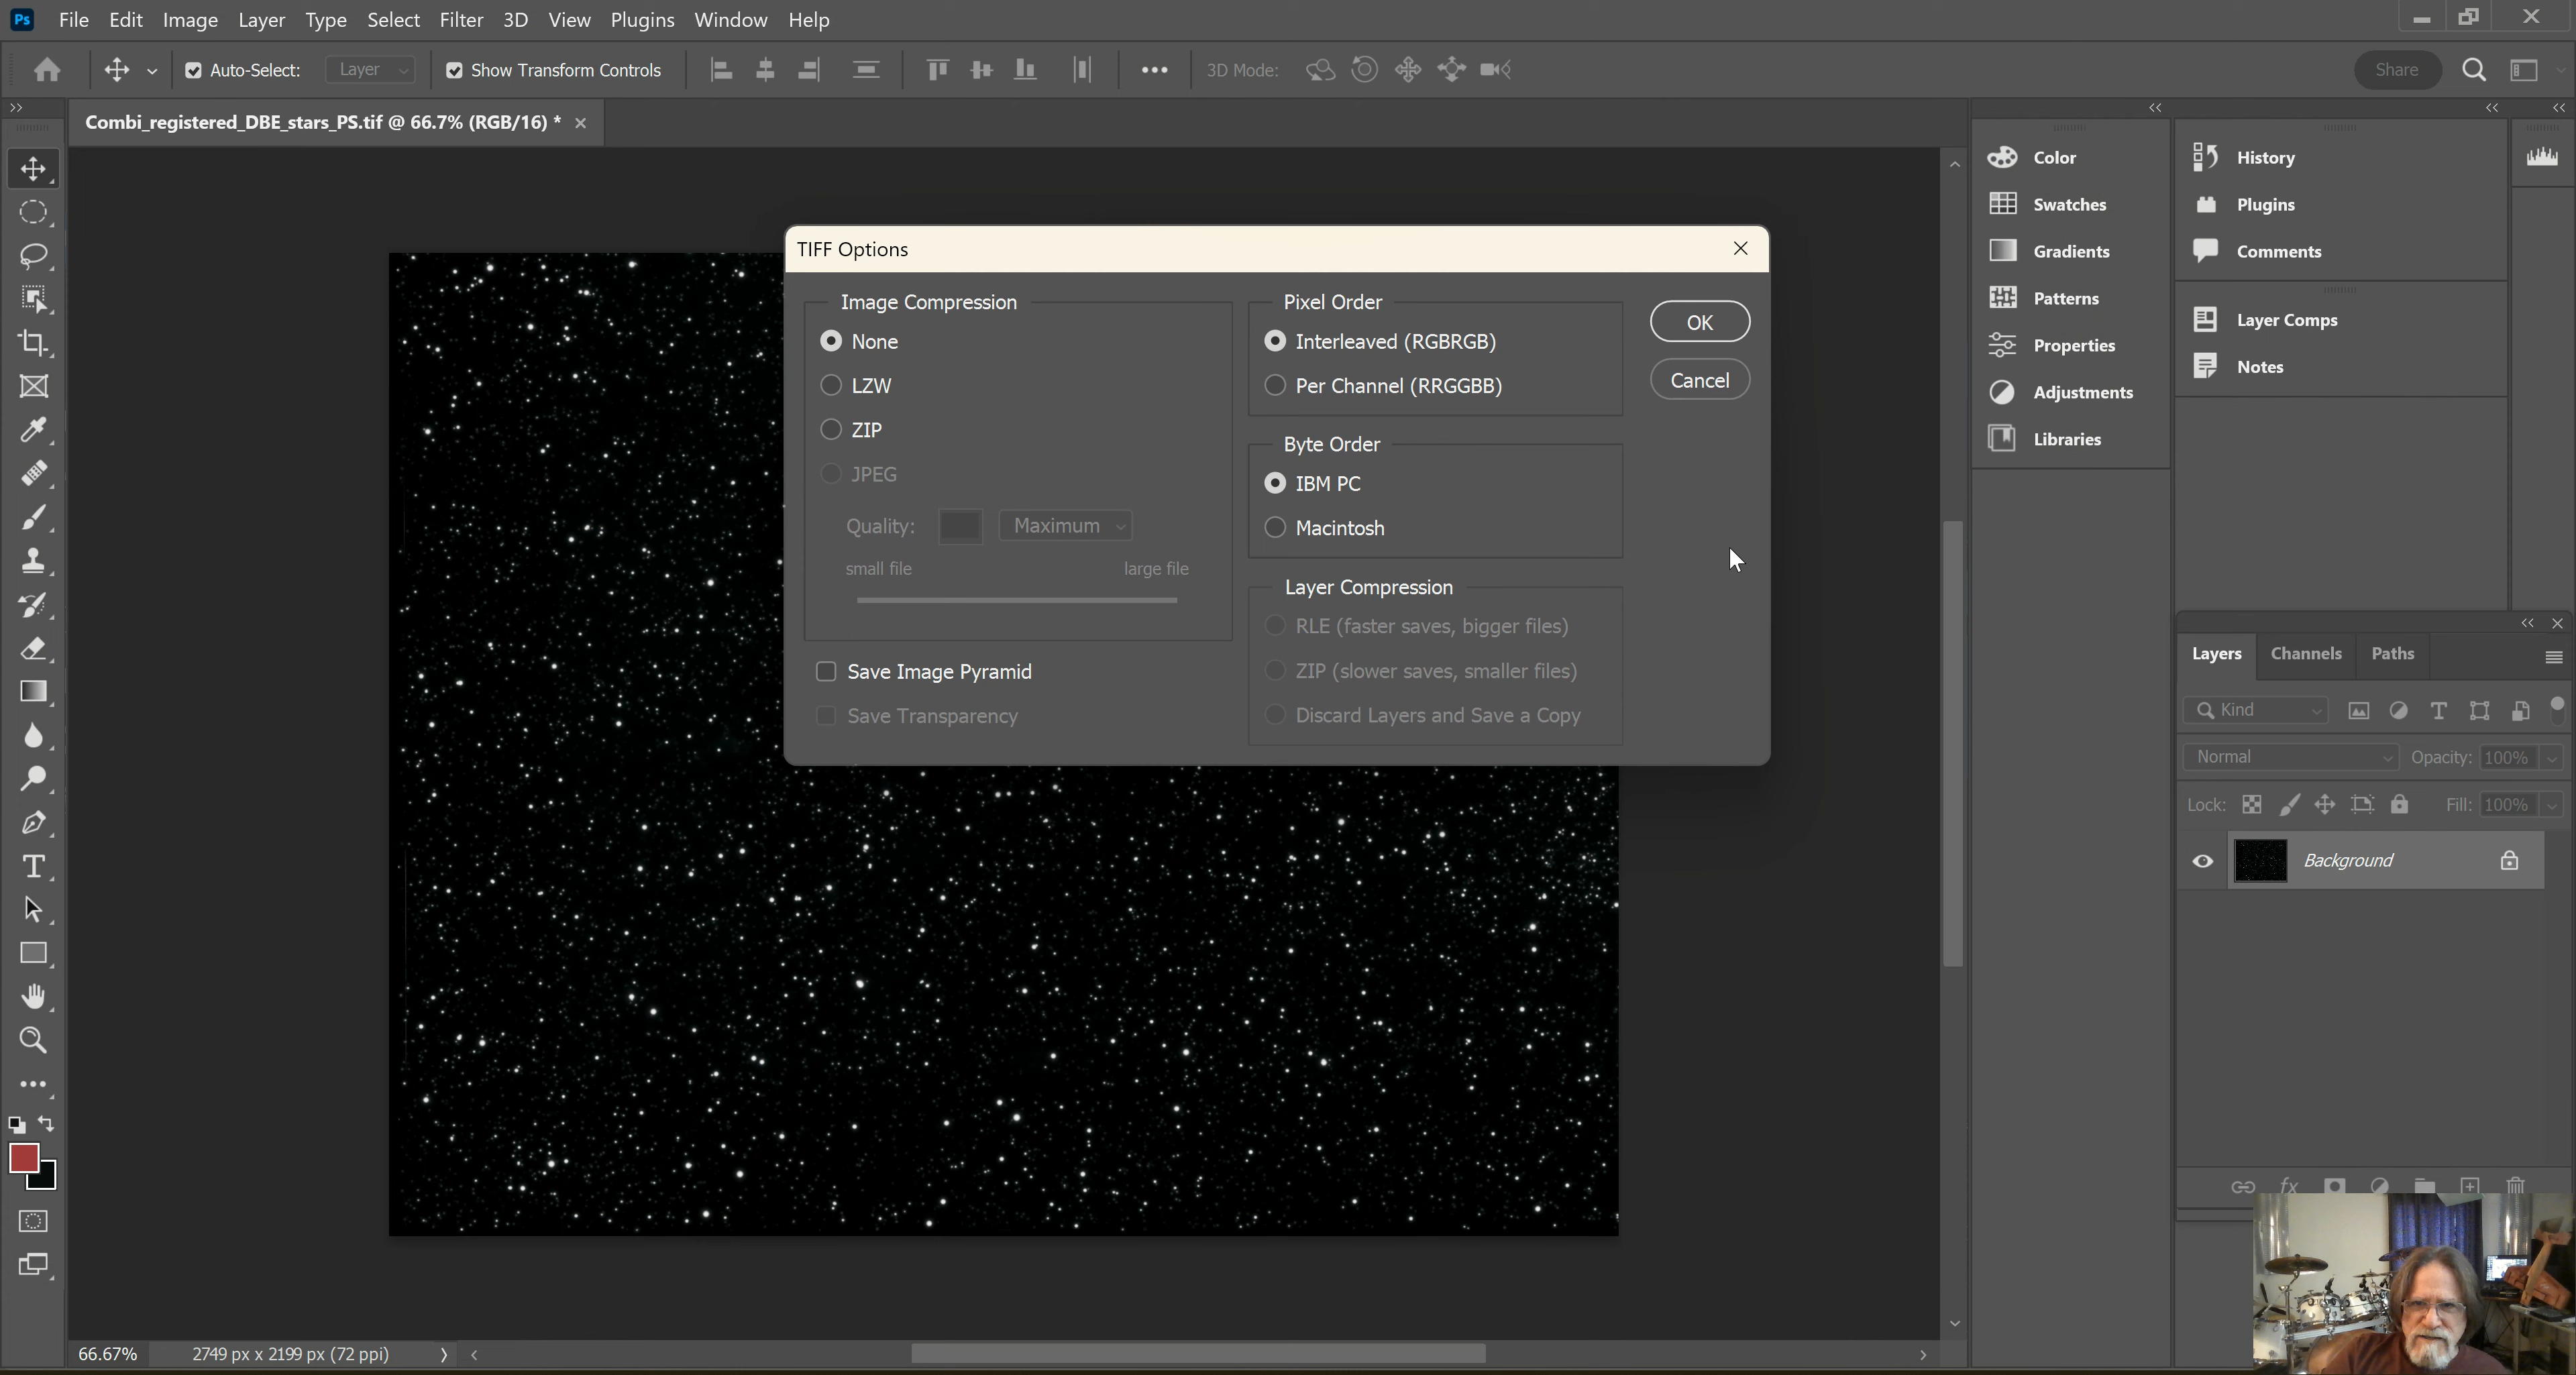 Ps File Edit Image Layer Type Select Filter 3D View Plugins Window Help
Auto-Select: Layer Show Transform Controls 3D Mode: Share
Combi_registered_DBE_stars_PS.tif @ 66.7% (RGB/16) *
TIFF Options
Image Compression
None
LZW
ZIP
JPEG
Quality: Maximum
small file large file
Save Image Pyramid
Save Transparency
Pixel Order
Interleaved (RGBRGB)
Per Channel (RRGGBB)
Byte Order
IBM PC
Macintosh
Layer Compression
RLE (faster saves, bigger files)
ZIP (slower saves, smaller files)
Discard Layers and Save a Copy
OK
Cancel
Color
Swatches
Gradients
Patterns
Properties
Adjustments
Libraries
History
Plugins
Comments
Layer Comps
Notes
Layers Channels Paths
Kind
Normal Opacity: 100%
Lock: Fill: 100%
Background
fx
66.67% 2749 px x 2199 px (72 ppi)